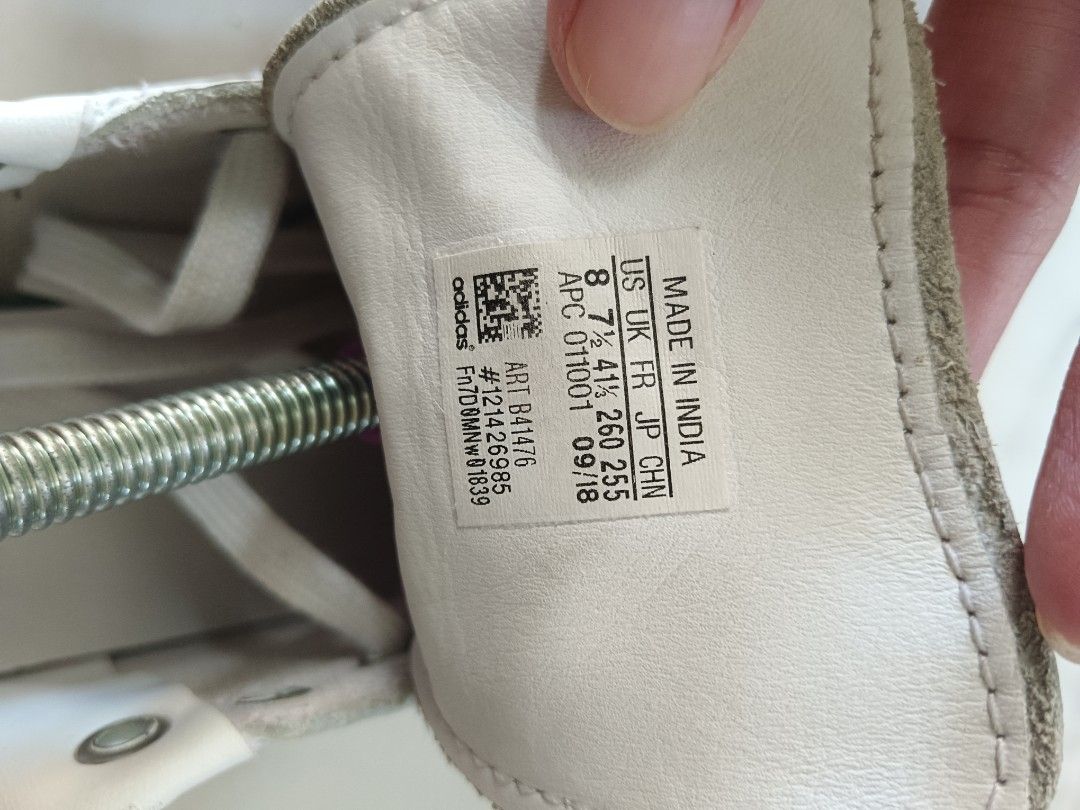 MADE IN INDIA
US UK FR JP CHN
8 7½ 41⅓ 260 255
APC 011001 09/18
ART B41476
#121426985
adidas® Fn7D0MNw01839